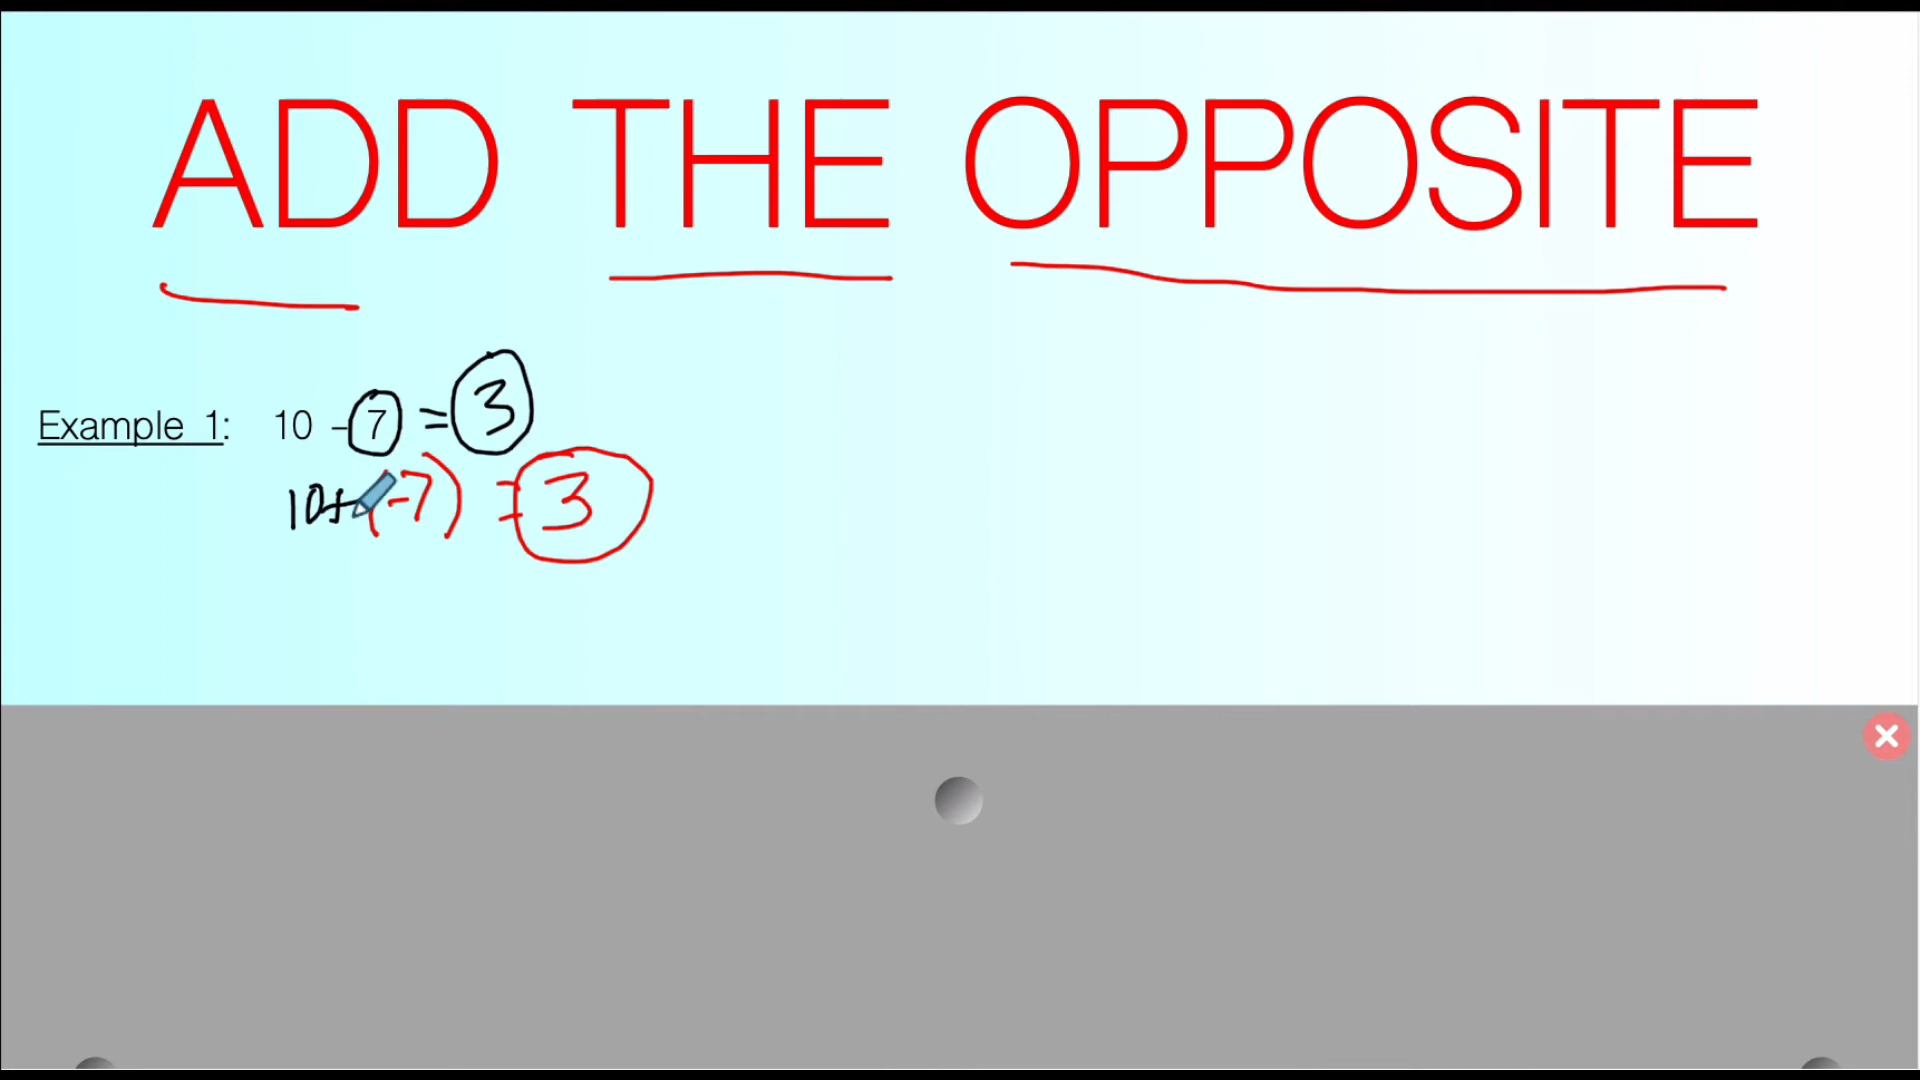 ADD THE OPPOSITE
Example 1: 10 - 7 = 3
10 + (-7) = 3